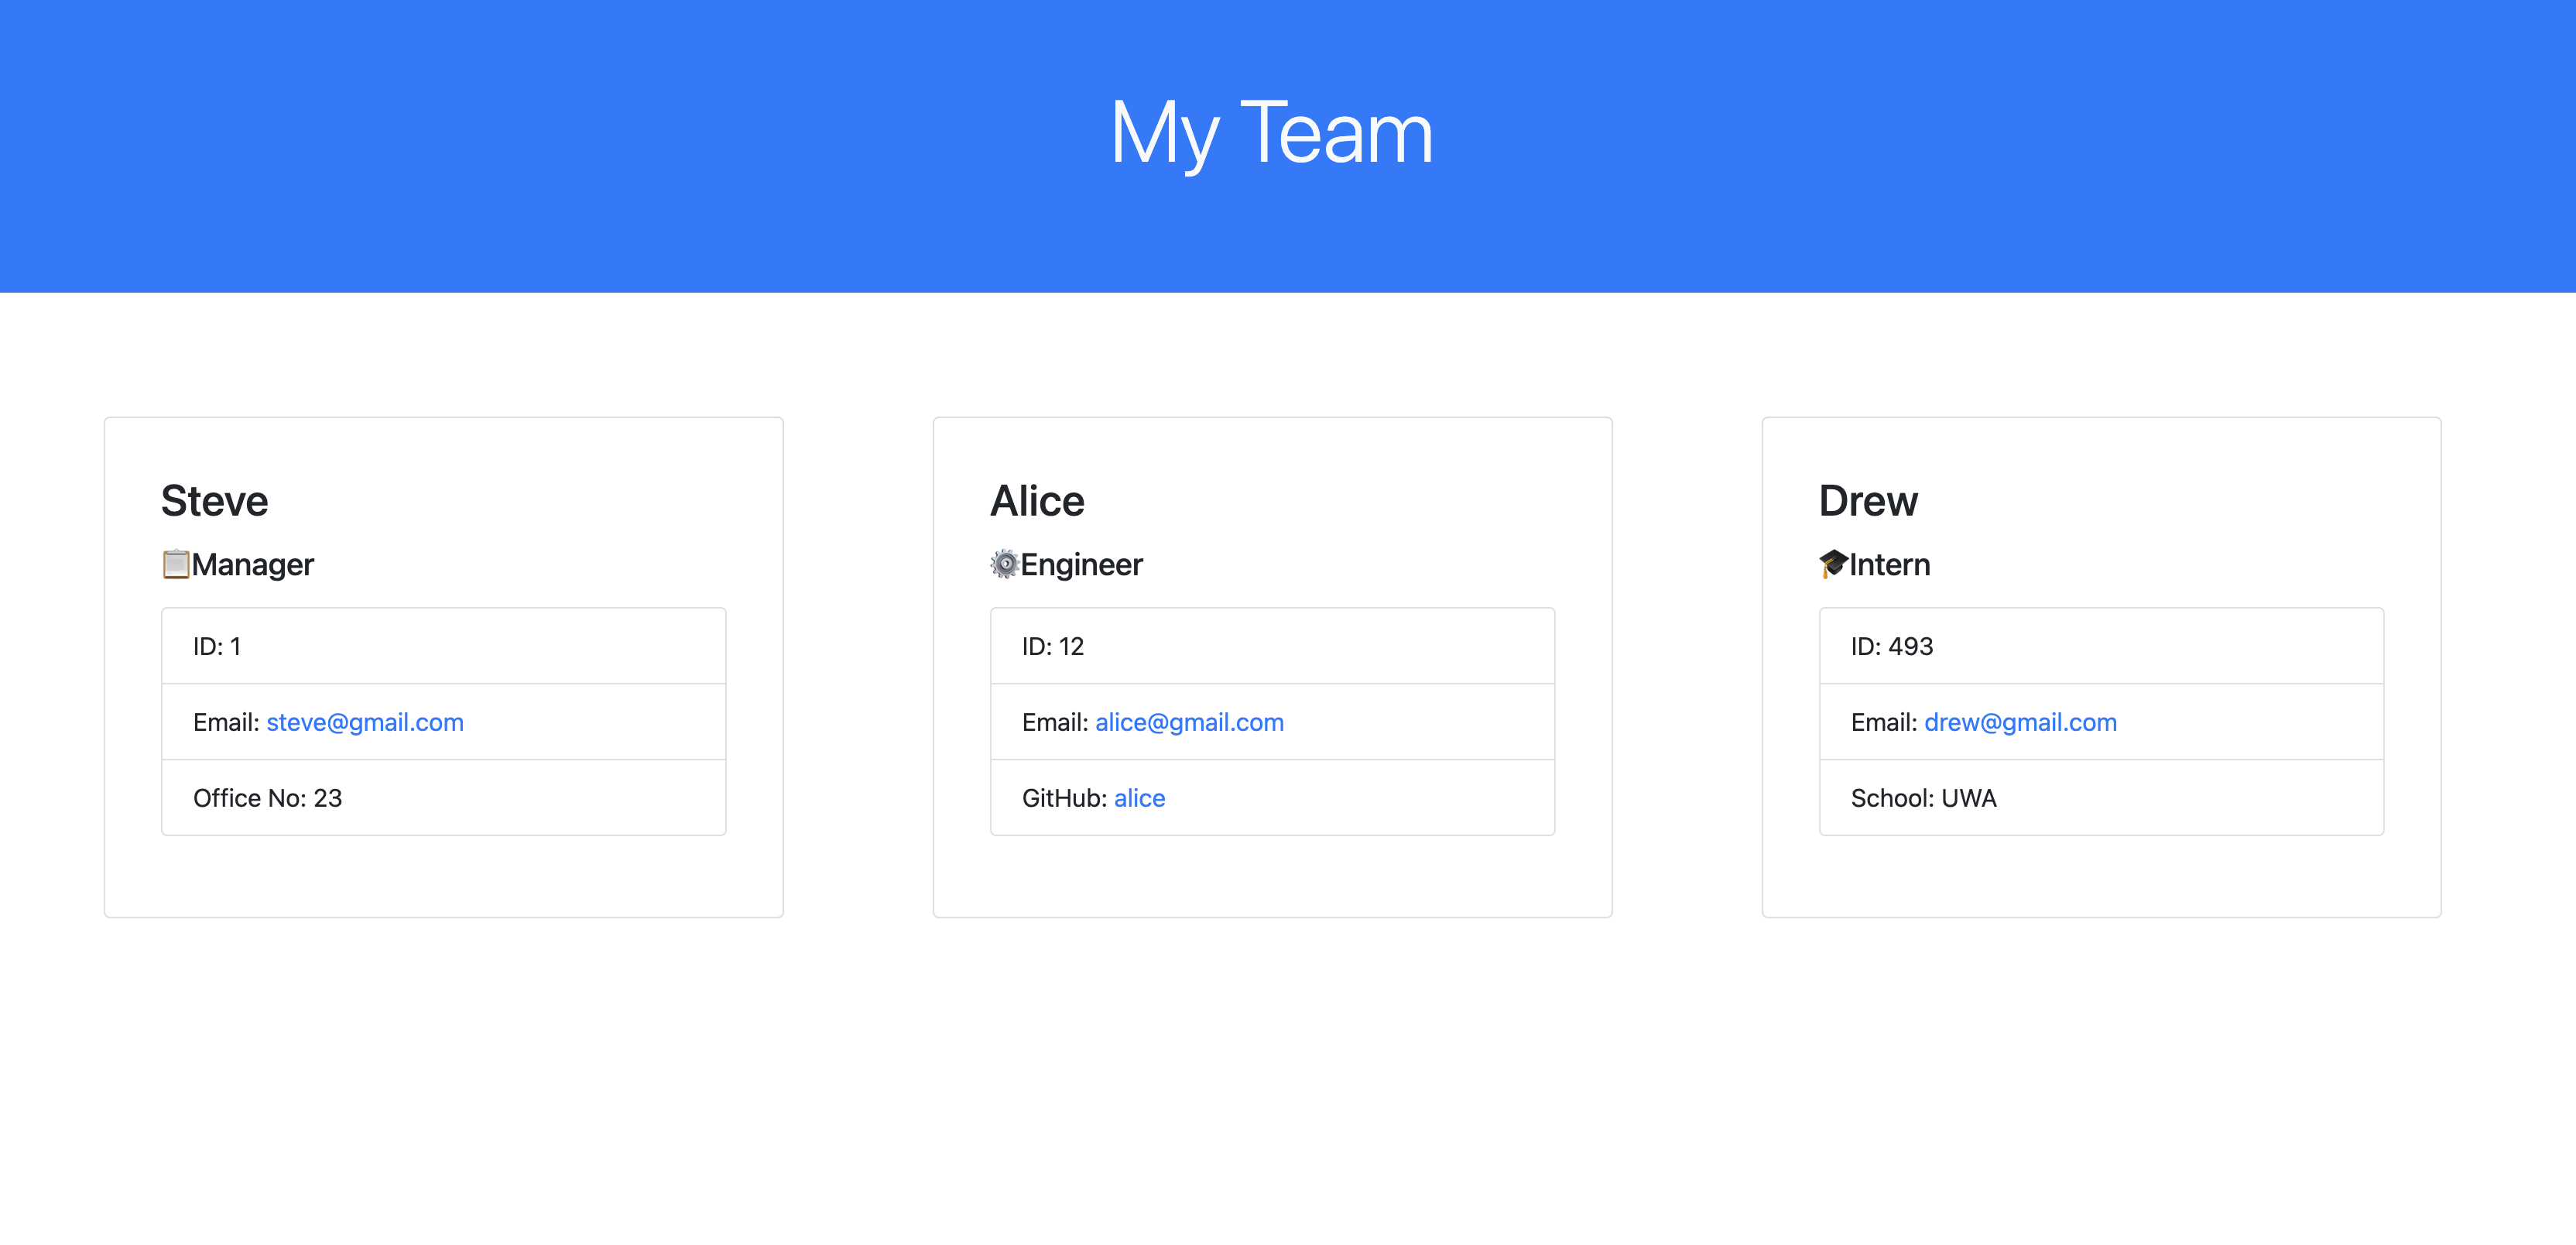 My Team
Steve
📋Manager
ID: 1
Email: steve@gmail.com
Office No: 23
Alice
⚙️Engineer
ID: 12
Email: alice@gmail.com
GitHub: alice
Drew
🎓Intern
ID: 493
Email: drew@gmail.com
School: UWA